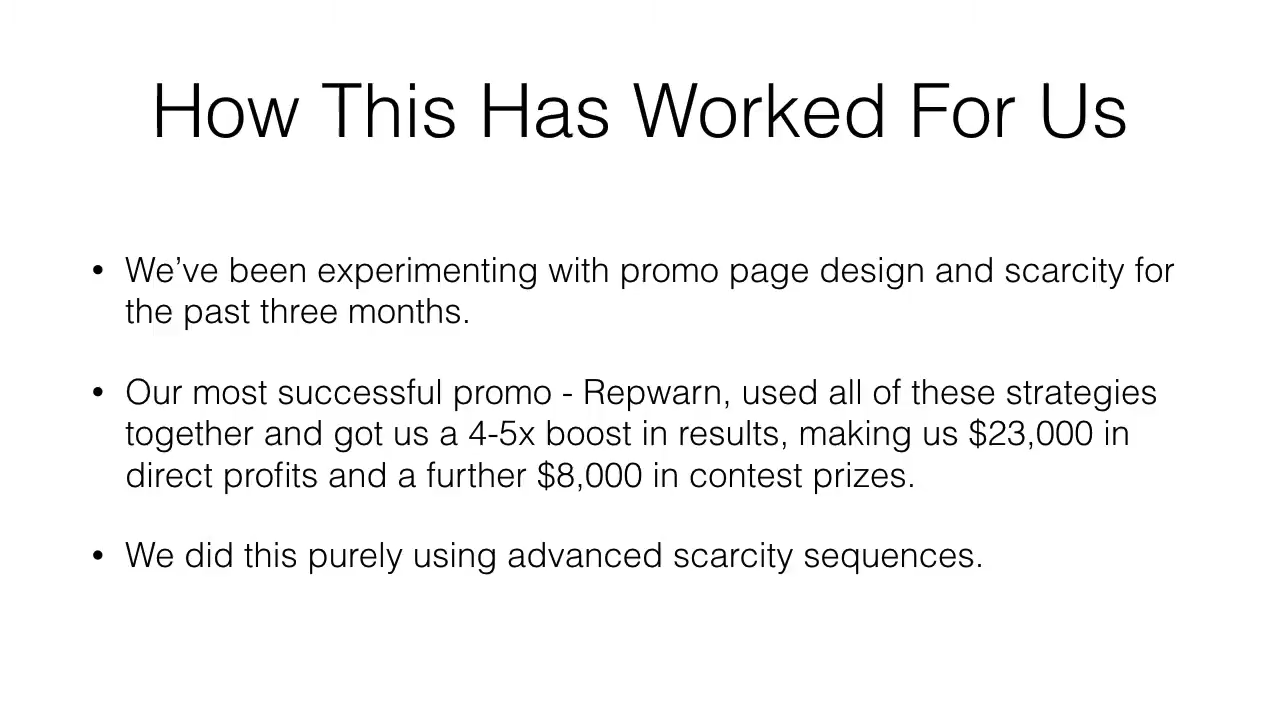 How This Has Worked For Us
• We’ve been experimenting with promo page design and scarcity for
the past three months.
• Our most successful promo - Repwarn, used all of these strategies
together and got us a 4-5x boost in results, making us $23,000 in
direct profits and a further $8,000 in contest prizes.
• We did this purely using advanced scarcity sequences.